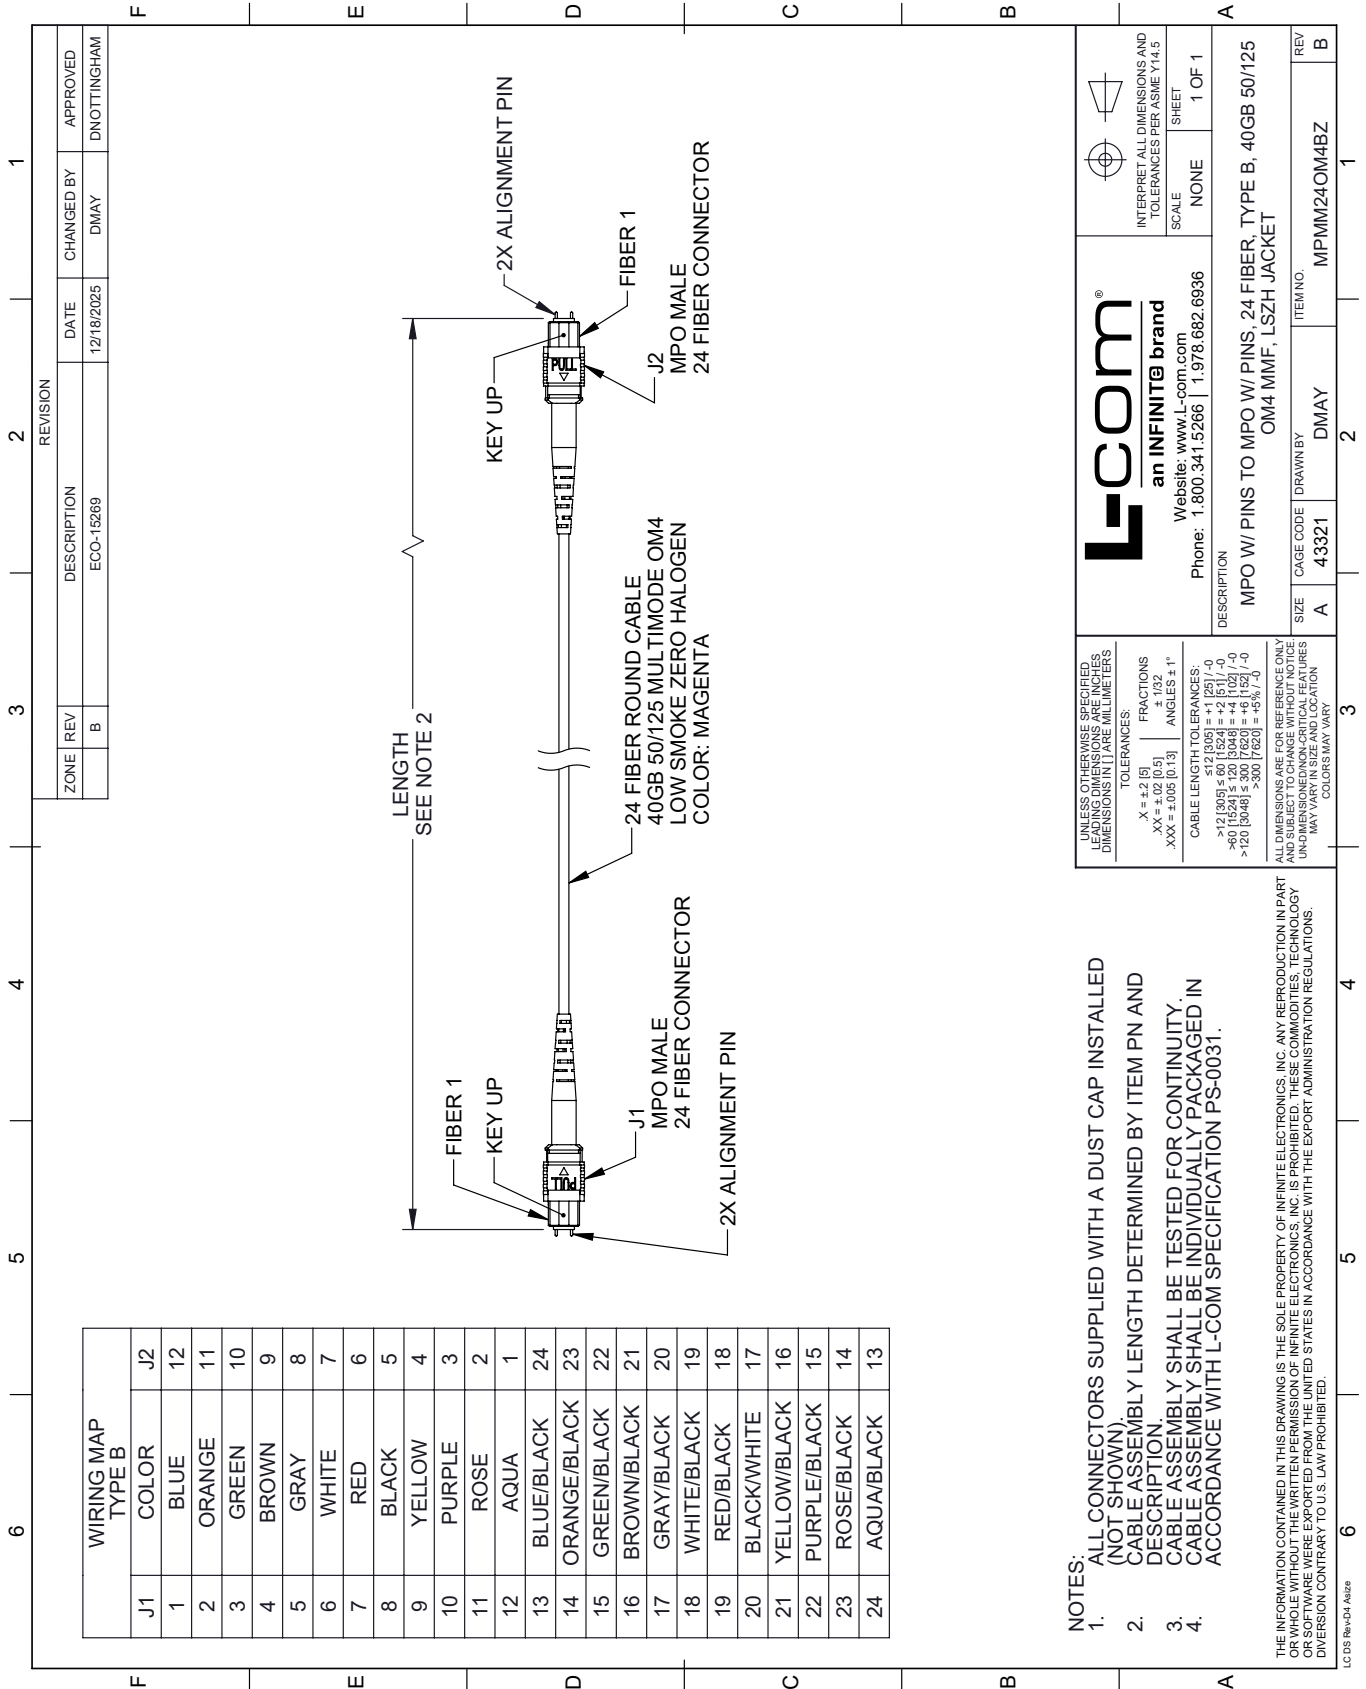 REVISION
ZONE REV DESCRIPTION DATE CHANGED BY APPROVED
B ECO-15269 12/18/2025 DMAY DNOTTINGHAM
6 5 4 3 2 1
F
E
D
C
B
A
WIRING MAP
TYPE B
J1 COLOR J2
1 BLUE 12
2 ORANGE 11
3 GREEN 10
4 BROWN 9
5 GRAY 8
6 WHITE 7
7 RED 6
8 BLACK 5
9 YELLOW 4
10 PURPLE 3
11 ROSE 2
12 AQUA 1
13 BLUE/BLACK 24
14 ORANGE/BLACK 23
15 GREEN/BLACK 22
16 BROWN/BLACK 21
17 GRAY/BLACK 20
18 WHITE/BLACK 19
19 RED/BLACK 18
20 BLACK/WHITE 17
21 YELLOW/BLACK 16
22 PURPLE/BLACK 15
23 ROSE/BLACK 14
24 AQUA/BLACK 13
LENGTH
SEE NOTE 2
FIBER 1
KEY UP
PULL
J1
MPO MALE
24 FIBER CONNECTOR
2X ALIGNMENT PIN
24 FIBER ROUND CABLE
40GB 50/125 MULTIMODE OM4
LOW SMOKE ZERO HALOGEN
COLOR: MAGENTA
KEY UP
2X ALIGNMENT PIN
PULL
FIBER 1
J2
MPO MALE
24 FIBER CONNECTOR
NOTES:
1. ALL CONNECTORS SUPPLIED WITH A DUST CAP INSTALLED
(NOT SHOWN).
2. CABLE ASSEMBLY LENGTH DETERMINED BY ITEM PN AND
DESCRIPTION.
3. CABLE ASSEMBLY SHALL BE TESTED FOR CONTINUITY.
4. CABLE ASSEMBLY SHALL BE INDIVIDUALLY PACKAGED IN
ACCORDANCE WITH L-COM SPECIFICATION PS-0031.
THE INFORMATION CONTAINED IN THIS DRAWING IS THE SOLE PROPERTY OF INFINITE ELECTRONICS, INC. ANY REPRODUCTION IN PART
OR WHOLE WITHOUT THE WRITTEN PERMISSION OF INFINITE ELECTRONICS, INC. IS PROHIBITED. THESE COMMODITIES, TECHNOLOGY
OR SOFTWARE WERE EXPORTED FROM THE UNITED STATES IN ACCORDANCE WITH THE EXPORT ADMINISTRATION REGULATIONS.
DIVERSION CONTRARY TO U.S. LAW PROHIBITED.
UNLESS OTHERWISE SPECIFIED
LEADING DIMENSIONS ARE INCHES
DIMENSIONS IN [ ] ARE MILLIMETERS
TOLERANCES:
.X = ±.2 [5] FRACTIONS
.XX = ±.02 [0.5] ± 1/32
.XXX = ±.005 [0.13] ANGLES ± 1°
CABLE LENGTH TOLERANCES:
≤12 [305] = +1 [25] / -0
>12 [305] ≤ 60 [1524] = +2 [51] / -0
>60 [1524] ≤ 120 [3048] = +4 [102] / -0
>120 [3048] ≤ 300 [7620] = +6 [152] / -0
>300 [7620] = +5% / -0
ALL DIMENSIONS ARE FOR REFERENCE ONLY
AND SUBJECT TO CHANGE WITHOUT NOTICE.
UN-DIMENSIONED/NON-CRITICAL FEATURES
MAY VARY IN SIZE AND LOCATION
COLORS MAY VARY
L-com®
an INFINIT℮ brand
Website: www.L-com.com
Phone: 1.800.341.5266 | 1.978.682.6936
INTERPRET ALL DIMENSIONS AND
TOLERANCES PER ASME Y14.5
SCALE NONE SHEET 1 OF 1
DESCRIPTION
MPO W/ PINS TO MPO W/ PINS, 24 FIBER, TYPE B, 40GB 50/125
OM4 MMF, LSZH JACKET
SIZE A CAGE CODE 43321 DRAWN BY DMAY ITEM NO. MPMM24OM4BZ REV B
F
E
D
C
B
A
6 5 4 3 2 1
LC DS Rev-D4 Asize